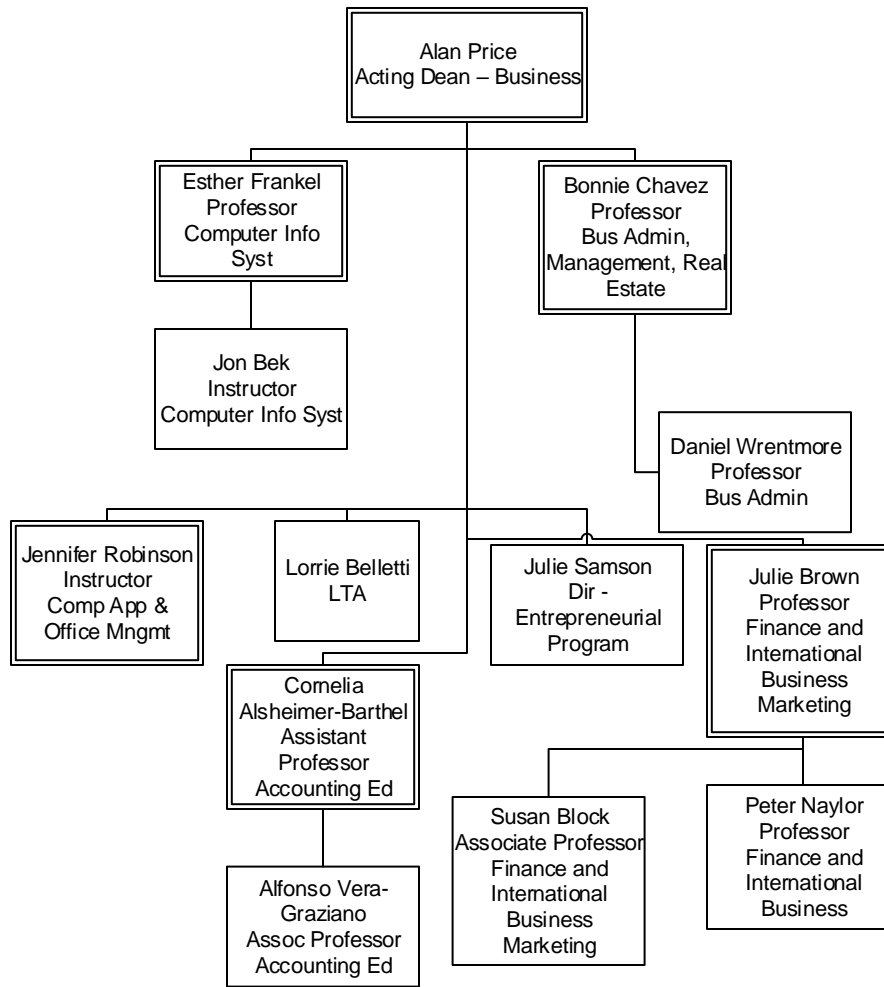 Alan Price
Acting Dean – Business
Esther Frankel
Professor
Computer Info
Syst
Bonnie Chavez
Professor
Bus Admin,
Management, Real
Estate
Jon Bek
Instructor
Computer Info Syst
Daniel Wrentmore
Professor
Bus Admin
Jennifer Robinson
Instructor
Comp App &
Office Mngmt
Lorrie Belletti
LTA
Julie Samson
Dir -
Entrepreneurial
Program
Julie Brown
Professor
Finance and
International
Business
Marketing
Cornelia
Alsheimer-Barthel
Assistant
Professor
Accounting Ed
Susan Block
Associate Professor
Finance and
International
Business
Marketing
Peter Naylor
Professor
Finance and
International
Business
Alfonso Vera-
Graziano
Assoc Professor
Accounting Ed